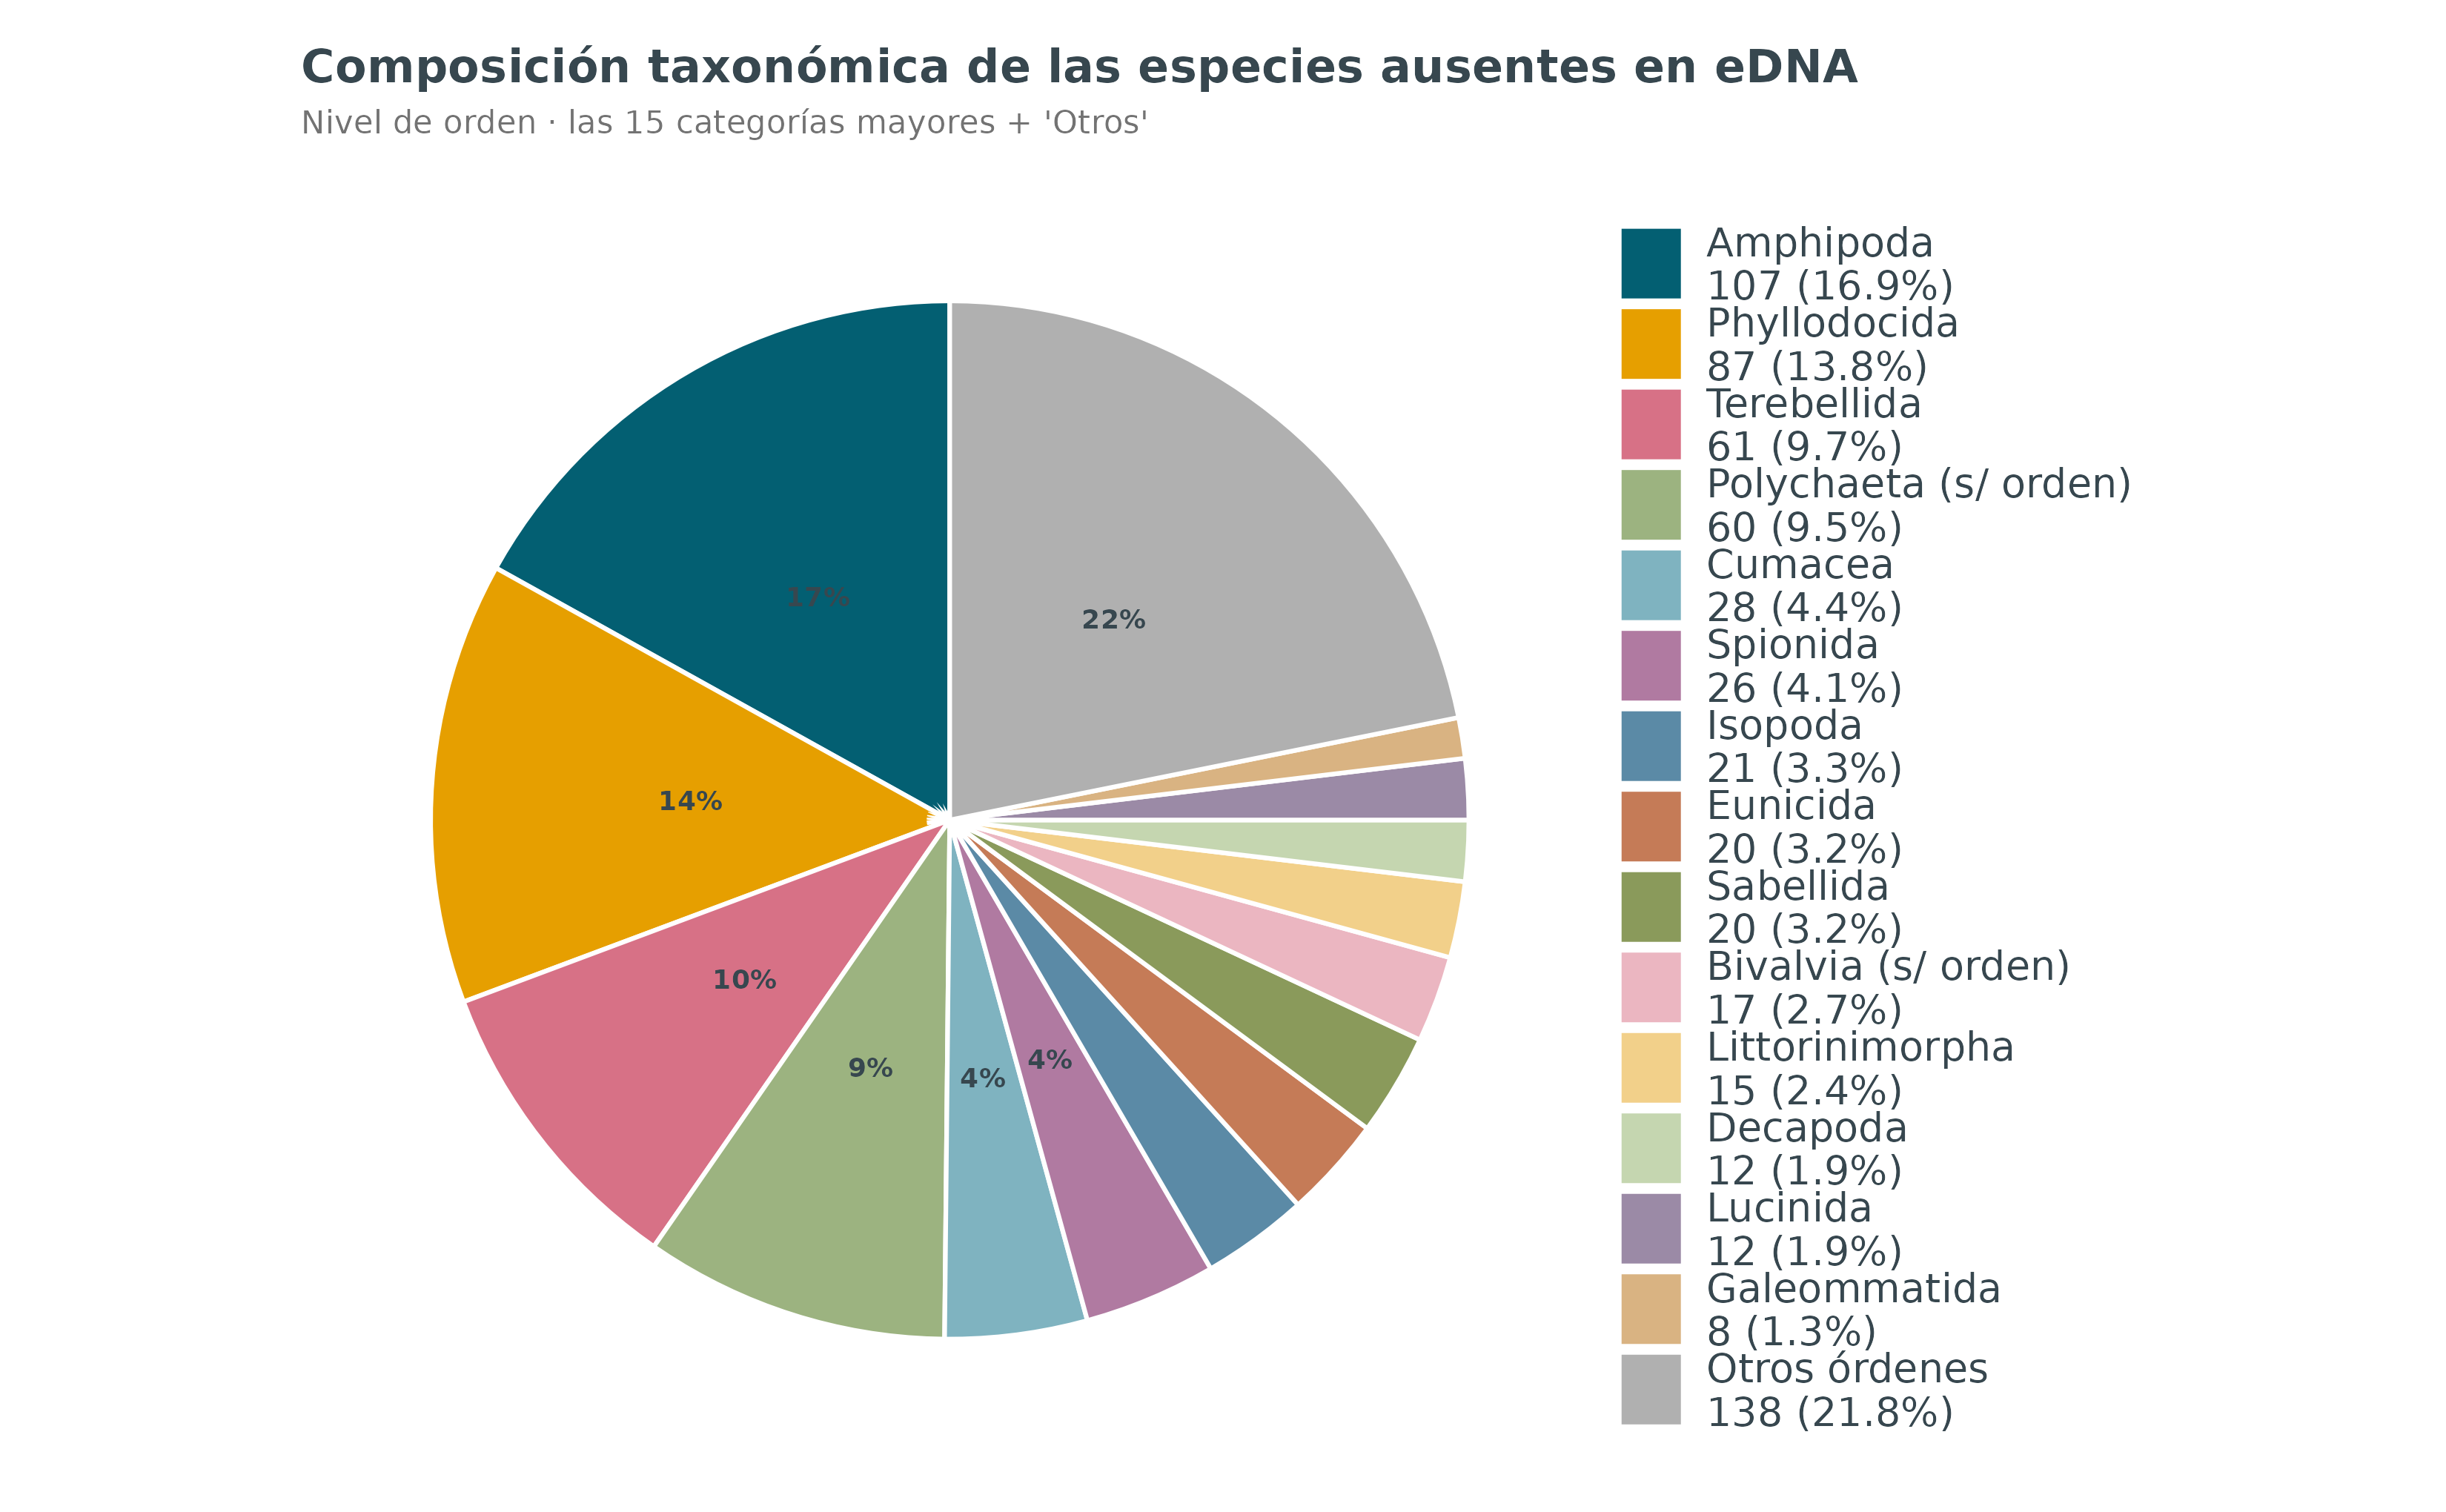 Composición taxonómica de las especies ausentes en eDNA
Nivel de orden · las 15 categorías mayores + 'Otros'
17%
22%
14%
10%
9%
4%
4%
Amphipoda
107 (16.9%)
Phyllodocida
87 (13.8%)
Terebellida
61 (9.7%)
Polychaeta (s/ orden)
60 (9.5%)
Cumacea
28 (4.4%)
Spionida
26 (4.1%)
Isopoda
21 (3.3%)
Eunicida
20 (3.2%)
Sabellida
20 (3.2%)
Bivalvia (s/ orden)
17 (2.7%)
Littorinimorpha
15 (2.4%)
Decapoda
12 (1.9%)
Lucinida
12 (1.9%)
Galeommatida
8 (1.3%)
Otros órdenes
138 (21.8%)